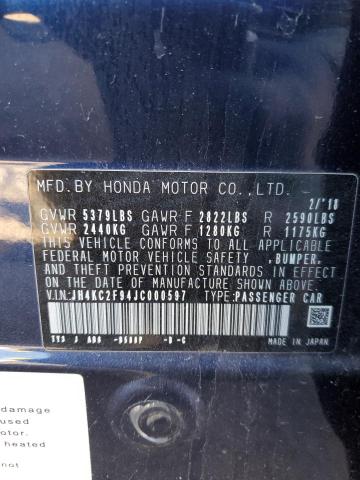 MFD.BY HONDA MOTOR CO.,LTD. 2/'18
GVWR 5379LBS GAWR F 2822LBS R 2590LBS
GVWR 2440KG GAWR F 1280KG R 1175KG
THIS VEHICLE CONFORMS TO ALL APPLICABLE
FEDERAL MOTOR VEHICLE SAFETY ,BUMPER,
AND THEFT PREVENTION STANDARDS IN EFFECT
ON THE DATE OF MANUFACTURE SHOWN ABOVE.
V.I.N:JH4KC2F94JC000597 TYPE:PASSENGER CAR
MADE IN JAPAN
damage
used
motor.
heated
not